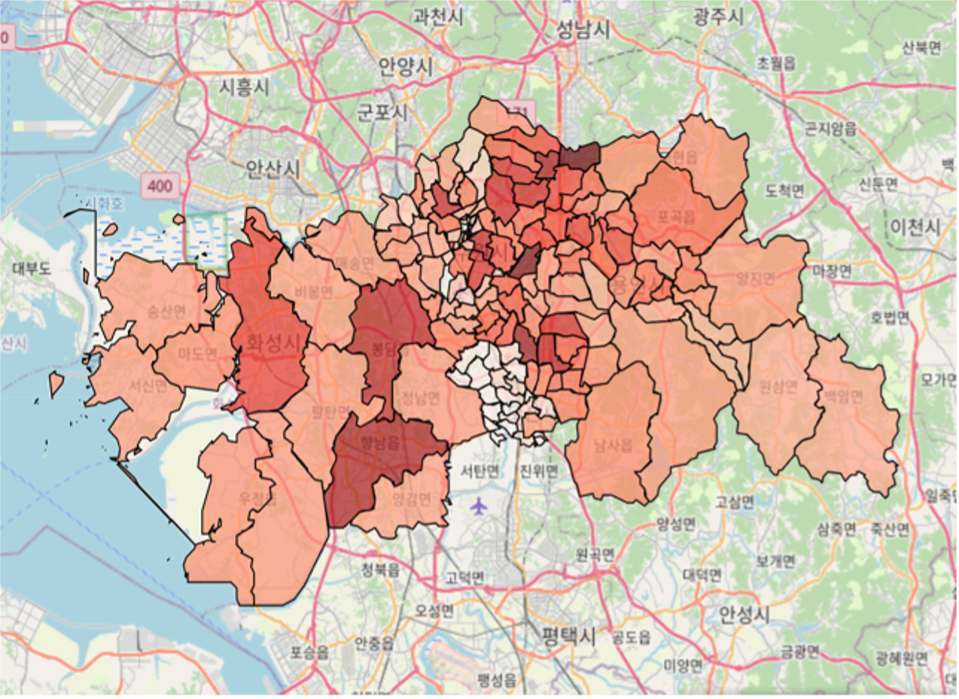 과천시
성남시
광주시
0
산북면
안양시
초월읍
시흥시
군포시
171
곤지암읍
안산시
400
도척면
신둔면
시화호
포곡읍
이천시
대부도
매송면
양지면
마장면
비봉면
송산면
호법면
산시
화성시
마도면
봉담읍
서신면
정남면
원삼면
백암면
모가면
팔탄면
향남읍
남사읍
서탄면
진위면
양감면
우정읍
고삼면
일죽면
양성면
삼죽면
죽산면
원곡면
보개면
청북읍
고덕면
대덕면
오성면
안성시
평택시
공도읍
안중읍
포승읍
금광면
광혜원면
미양면
팽성읍